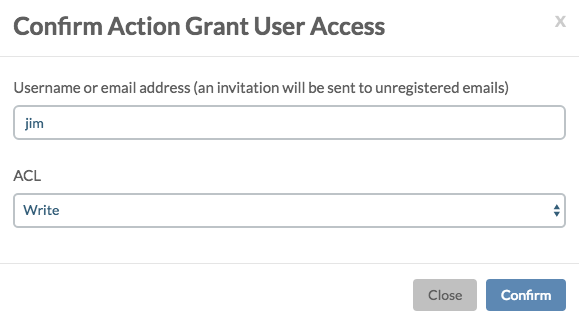 Confirm Action Grant User Access
x
Username or email address (an invitation will be sent to unregistered emails)
jim
ACL
Write
Close Confirm